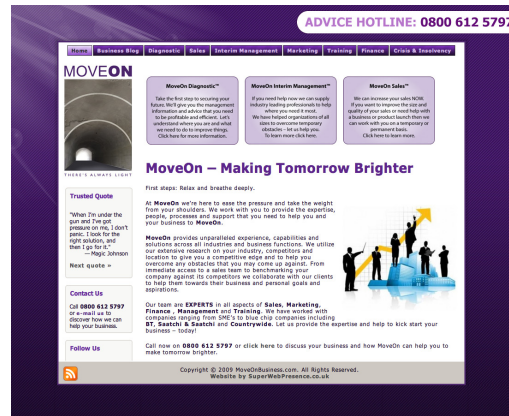 ADVICE HOTLINE: 0800 612 5797
Home Business Blog Diagnostic Sales Interim Management Marketing Training Finance Crisis & Insolvency
MOVEON
THERE'S ALWAYS LIGHT
MoveOn Diagnostic™
Take the first step to securing your
future. We'll give you the management
information and advice that you need
to be profitable and efficient. Let's
understand where you are and what
we need to do to improve things.
Click here for more information.
MoveOn Interim Management™
If you need help now we can supply
industry leading professionals to help
where you need it most.
We have helped organizations of all
sizes to overcome temporary
obstacles – let us help you.
To learn more click here.
MoveOn Sales™
We can increase your sales NOW.
If you want to improve the size and
quality of your sales or need help with
a business or product launch then we
can work with you on a temporary or
permanent basis.
Click here to learn more.
MoveOn – Making Tomorrow Brighter
First steps: Relax and breathe deeply.
At MoveOn we're here to ease the pressure and take the weight
from your shoulders. We work with you to provide the expertise,
people, processes and support that you need to help you and
your business to MoveOn.
MoveOn provides unparalleled experience, capabilities and
solutions across all industries and business functions. We utilize
our extensive research on your industry, competitors and
location to give you a competitive edge and to help you
overcome any obstacles that you may come up against. From
immediate access to a sales team to benchmarking your
company against its competitors we collaborate with our clients
to help them towards their business and personal goals and
aspirations.
Our team are EXPERTS in all aspects of Sales, Marketing,
Finance , Management and Training. We have worked with
companies ranging from SME's to blue chip companies including
BT, Saatchi & Saatchi and Countrywide. Let us provide the expertise and help to kick start your
business – today!
Call now on 0800 612 5797 or click here to discuss your business and how MoveOn can help you to
make tomorrow brighter.
Trusted Quote
"When I'm under the
gun and I've got
pressure on me, I don't
panic. I look for the
right solution, and
then I go for it."
— Magic Johnson
Next quote »
Contact Us
Call 0800 612 5797
or e-mail us to
discover how we can
help your business.
Follow Us
Copyright © 2009 MoveOnBusiness.com. All Rights Reserved.
Website by SuperWebPresence.co.uk